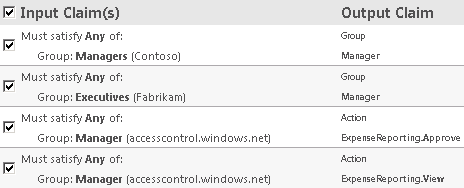 Input Claim(s) Output Claim
Must satisfy Any of: Group
Group: Managers (Contoso) Manager
Must satisfy Any of: Group
Group: Executives (Fabrikam) Manager
Must satisfy Any of: Action
Group: Manager (accesscontrol.windows.net) ExpenseReporting.Approve
Must satisfy Any of: Action
Group: Manager (accesscontrol.windows.net) ExpenseReporting.View